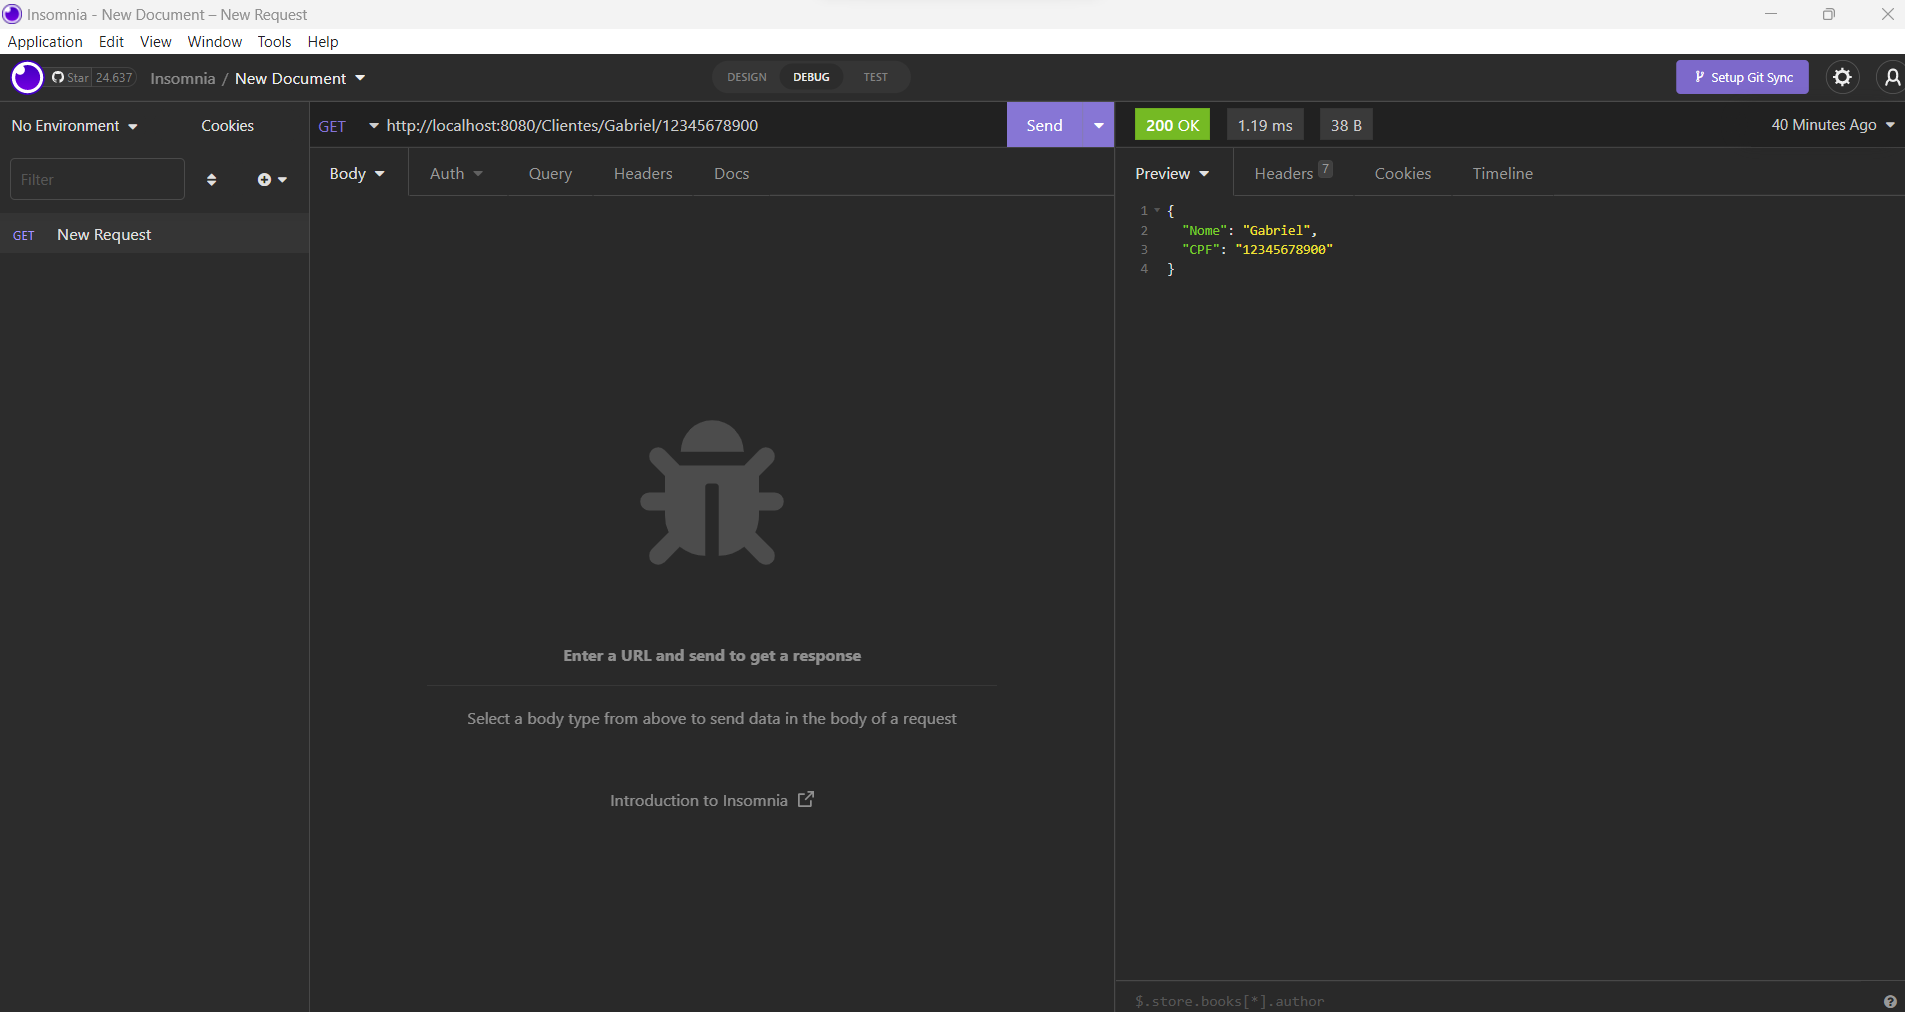 Insomnia - New Document – New Request
Application Edit View Window Tools Help
Star 24.637 Insomnia / New Document DESIGN DEBUG TEST Setup Git Sync
No Environment Cookies
Filter
GET New Request
GET http://localhost:8080/Clientes/Gabriel/12345678900 Send
Body Auth Query Headers Docs
Enter a URL and send to get a response
Select a body type from above to send data in the body of a request
Introduction to Insomnia
200 OK 1.19 ms 38 B 40 Minutes Ago
Preview Headers 7 Cookies Timeline
1 {
2 "Nome": "Gabriel",
3 "CPF": "12345678900"
4 }
$.store.books[*].author